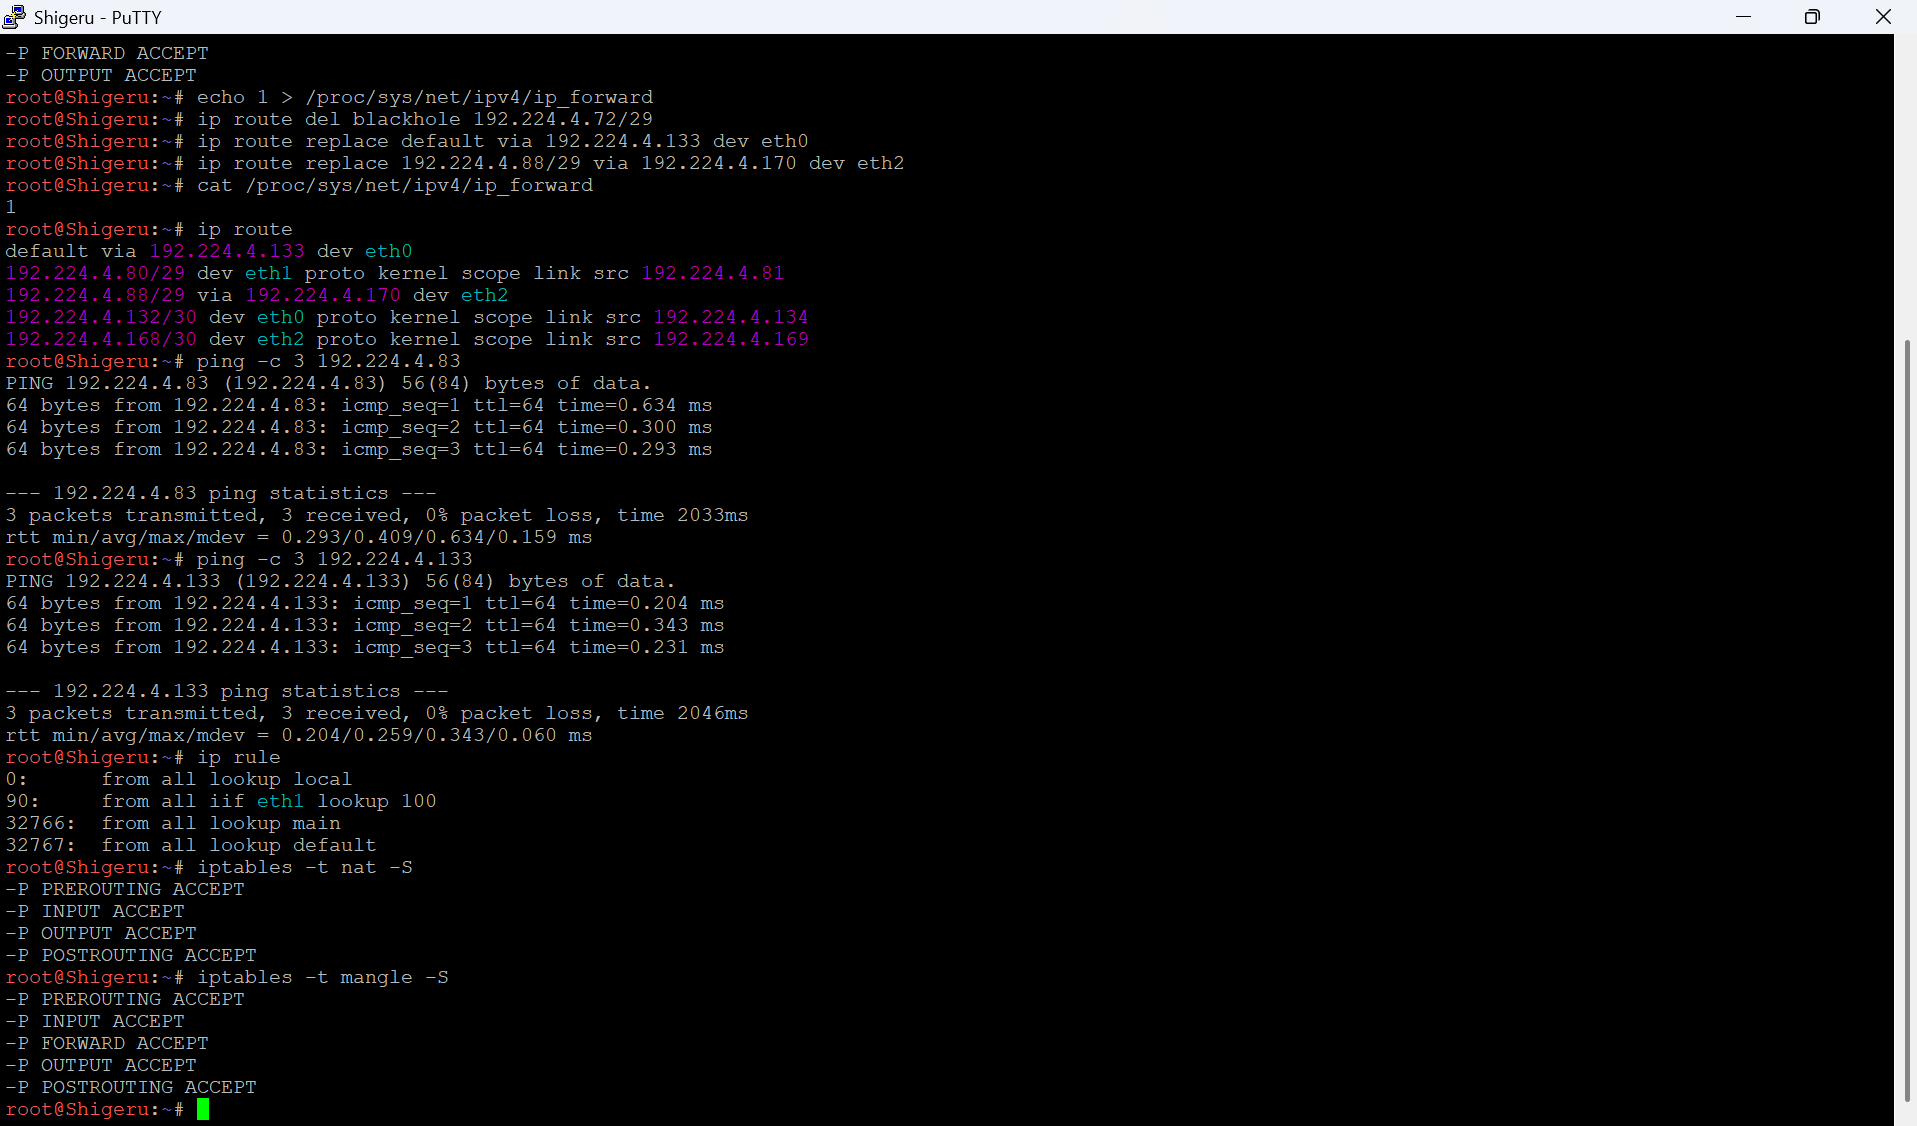 Shigeru - PuTTY
-P FORWARD ACCEPT
-P OUTPUT ACCEPT
root@Shigeru:~# echo 1 > /proc/sys/net/ipv4/ip_forward
root@Shigeru:~# ip route del blackhole 192.224.4.72/29
root@Shigeru:~# ip route replace default via 192.224.4.133 dev eth0
root@Shigeru:~# ip route replace 192.224.4.88/29 via 192.224.4.170 dev eth2
root@Shigeru:~# cat /proc/sys/net/ipv4/ip_forward
1
root@Shigeru:~# ip route
default via 192.224.4.133 dev eth0
192.224.4.80/29 dev eth1 proto kernel scope link src 192.224.4.81
192.224.4.88/29 via 192.224.4.170 dev eth2
192.224.4.132/30 dev eth0 proto kernel scope link src 192.224.4.134
192.224.4.168/30 dev eth2 proto kernel scope link src 192.224.4.169
root@Shigeru:~# ping -c 3 192.224.4.83
PING 192.224.4.83 (192.224.4.83) 56(84) bytes of data.
64 bytes from 192.224.4.83: icmp_seq=1 ttl=64 time=0.634 ms
64 bytes from 192.224.4.83: icmp_seq=2 ttl=64 time=0.300 ms
64 bytes from 192.224.4.83: icmp_seq=3 ttl=64 time=0.293 ms

--- 192.224.4.83 ping statistics ---
3 packets transmitted, 3 received, 0% packet loss, time 2033ms
rtt min/avg/max/mdev = 0.293/0.409/0.634/0.159 ms
root@Shigeru:~# ping -c 3 192.224.4.133
PING 192.224.4.133 (192.224.4.133) 56(84) bytes of data.
64 bytes from 192.224.4.133: icmp_seq=1 ttl=64 time=0.204 ms
64 bytes from 192.224.4.133: icmp_seq=2 ttl=64 time=0.343 ms
64 bytes from 192.224.4.133: icmp_seq=3 ttl=64 time=0.231 ms

--- 192.224.4.133 ping statistics ---
3 packets transmitted, 3 received, 0% packet loss, time 2046ms
rtt min/avg/max/mdev = 0.204/0.259/0.343/0.060 ms
root@Shigeru:~# ip rule
0:      from all lookup local
90:     from all iif eth1 lookup 100
32766:  from all lookup main
32767:  from all lookup default
root@Shigeru:~# iptables -t nat -S
-P PREROUTING ACCEPT
-P INPUT ACCEPT
-P OUTPUT ACCEPT
-P POSTROUTING ACCEPT
root@Shigeru:~# iptables -t mangle -S
-P PREROUTING ACCEPT
-P INPUT ACCEPT
-P FORWARD ACCEPT
-P OUTPUT ACCEPT
-P POSTROUTING ACCEPT
root@Shigeru:~#